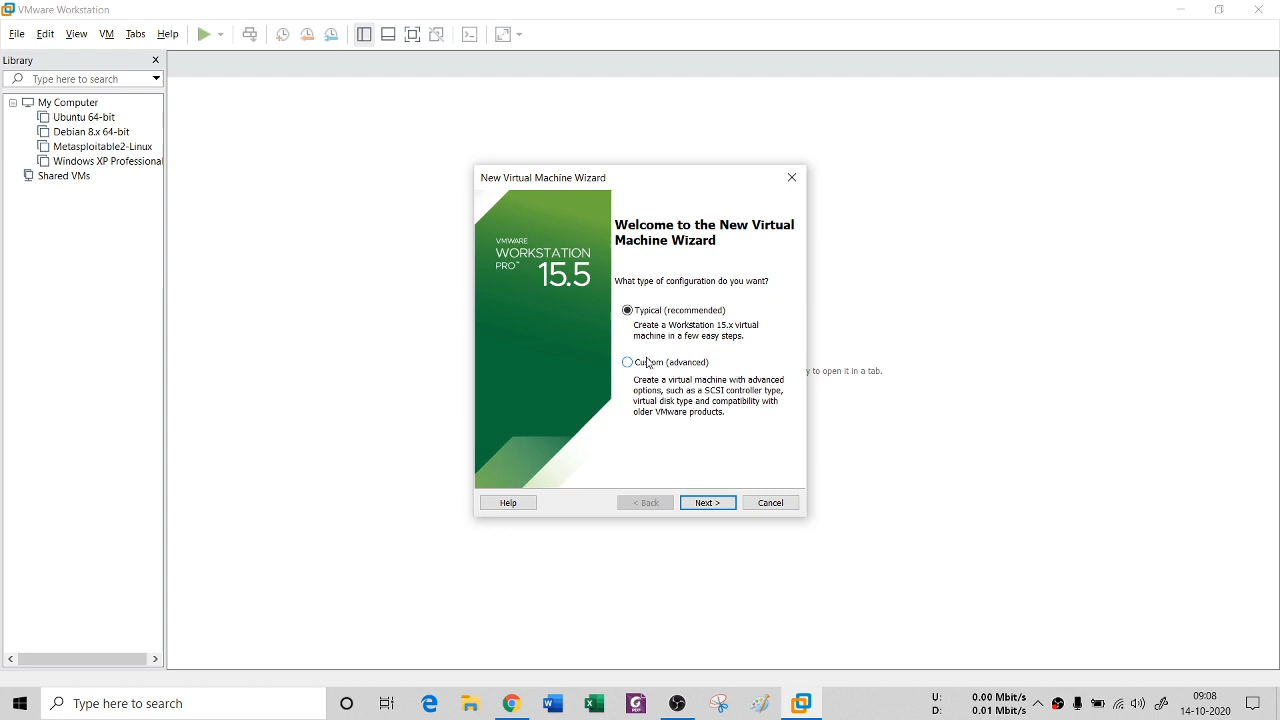 VMware Workstation
File Edit View VM Tabs Help
Library
Type here to search
My Computer
Ubuntu 64-bit
Debian 8.x 64-bit
Metasploitable2-Linux
Windows XP Professional
Shared VMs
New Virtual Machine Wizard
VMWARE
WORKSTATION
PRO™ 15.5
Welcome to the New Virtual
Machine Wizard
What type of configuration do you want?
Typical (recommended)
Create a Workstation 15.x virtual
machine in a few easy steps.
Custom (advanced)
Create a virtual machine with advanced
options, such as a SCSI controller type,
virtual disk type and compatibility with
older VMware products.
y to open it in a tab.
Help < Back Next > Cancel
Type here to search
U: 0.00 Mbit/s
D: 0.01 Mbit/s
09:08
14-10-2020